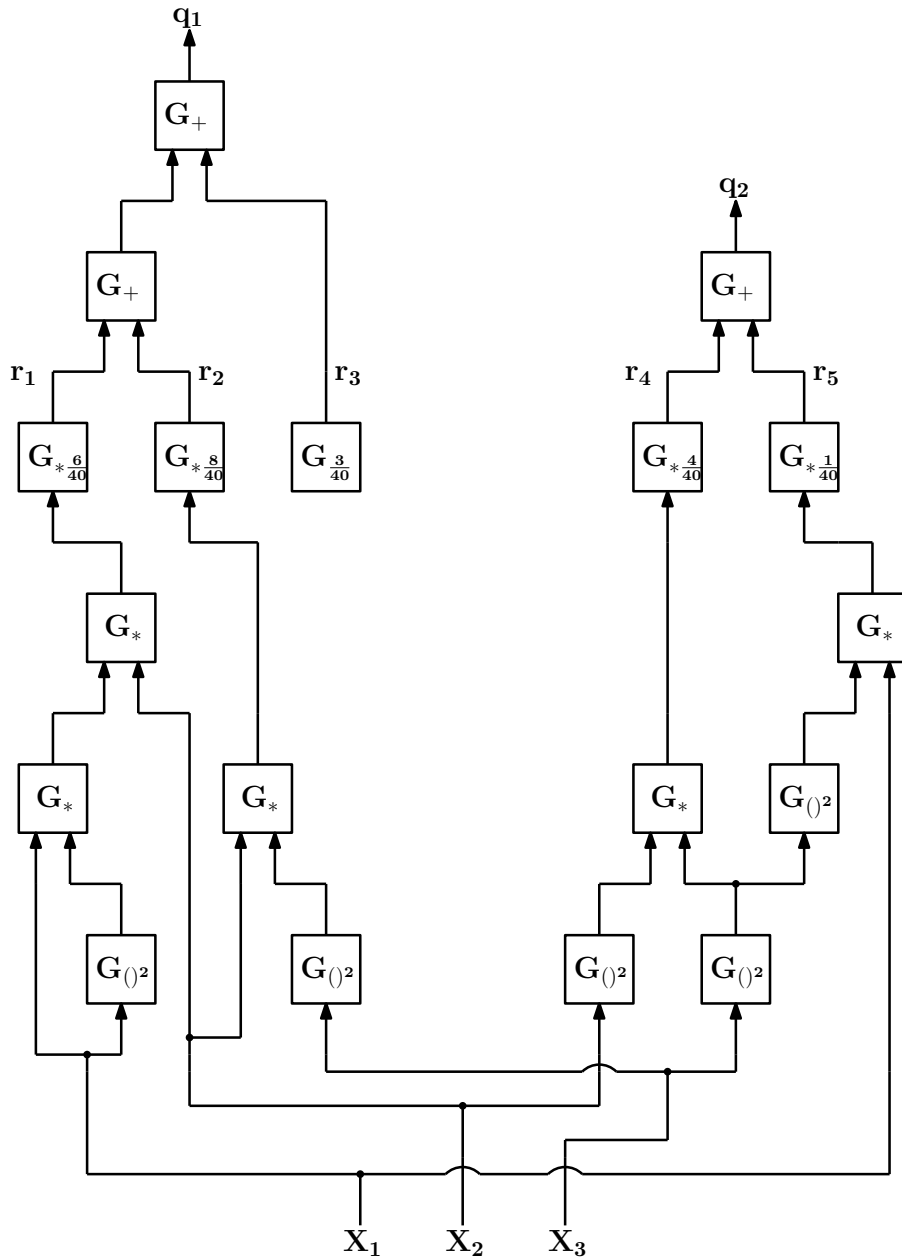 q₁
G₊
q₂
G₊ G₊
r₁ r₂ r₃ r₄ r₅
G∗6/40 G∗8/40 G3/40 G∗4/40 G∗1/40
G∗ G∗
G∗ G∗ G∗ G()²
G()² G()² G()² G()²
X₁ X₂ X₃